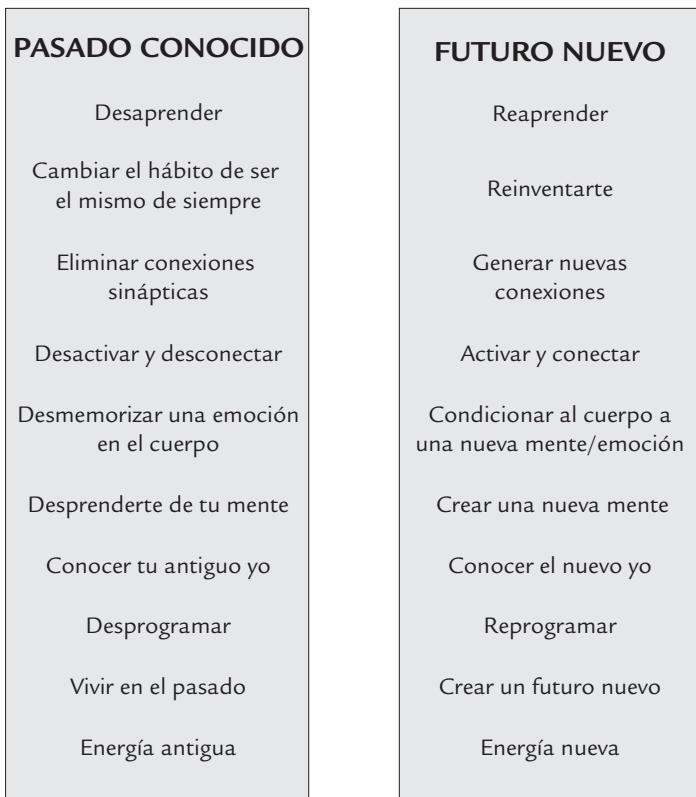 PASADO CONOCIDO
Desaprender
Cambiar el hábito de ser
el mismo de siempre
Eliminar conexiones
sinápticas
Desactivar y desconectar
Desmemorizar una emoción
en el cuerpo
Desprenderte de tu mente
Conocer tu antiguo yo
Desprogramar
Vivir en el pasado
Energía antigua
FUTURO NUEVO
Reaprender
Reinventarte
Generar nuevas
conexiones
Activar y conectar
Condicionar al cuerpo a
una nueva mente/emoción
Crear una nueva mente
Conocer el nuevo yo
Reprogramar
Crear un futuro nuevo
Energía nueva